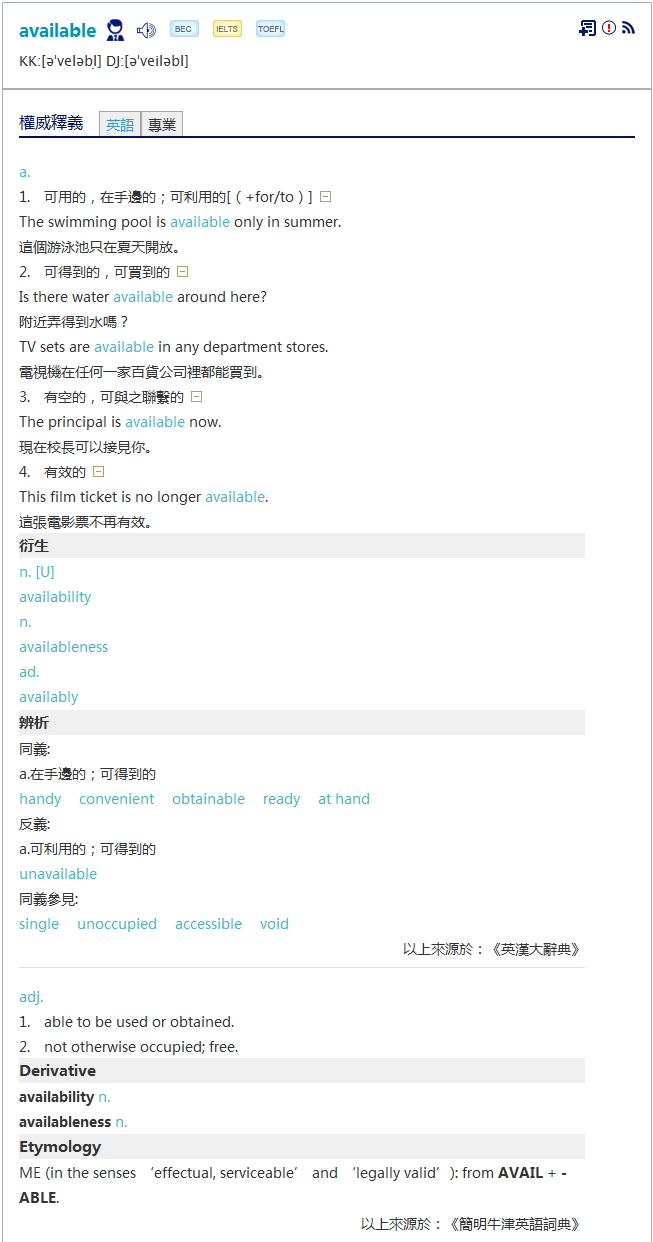 available BEC IELTS TOEFL
KK:[əˈveləbḷ] DJ:[əˈveiləbl]
權威釋義 英語 專業
a.
1. 可用的，在手邊的；可利用的[（+for/to）]
The swimming pool is available only in summer.
這個游泳池只在夏天開放。
2. 可得到的，可買到的
Is there water available around here?
附近弄得到水嗎？
TV sets are available in any department stores.
電視機在任何一家百貨公司裡都能買到。
3. 有空的，可與之聯繫的
The principal is available now.
現在校長可以接見你。
4. 有效的
This film ticket is no longer available.
這張電影票不再有效。
衍生
n. [U]
availability
n.
availableness
ad.
availably
辨析
同義:
a.在手邊的；可得到的
handy convenient obtainable ready at hand
反義:
a.可利用的；可得到的
unavailable
同義參見:
single unoccupied accessible void
以上來源於：《英漢大辭典》
adj.
1. able to be used or obtained.
2. not otherwise occupied; free.
Derivative
availability n.
availableness n.
Etymology
ME (in the senses ‘effectual, serviceable’ and ‘legally valid’): from AVAIL + -
ABLE.
以上來源於：《簡明牛津英語詞典》